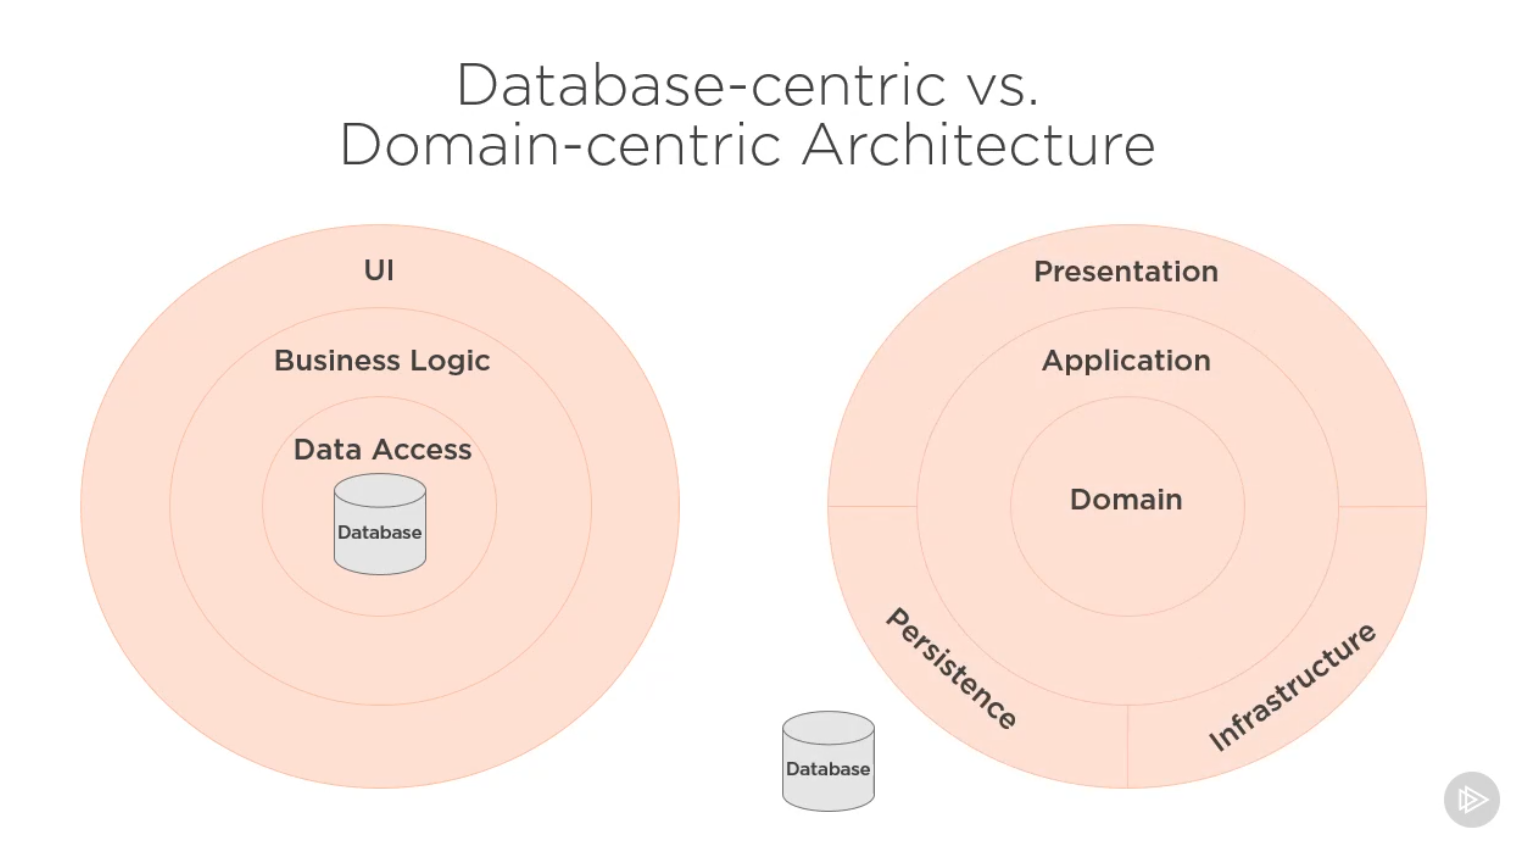 Database-centric vs.
Domain-centric Architecture
UI
Business Logic
Data Access
Database
Presentation
Application
Domain
Persistence
Infrastructure
Database